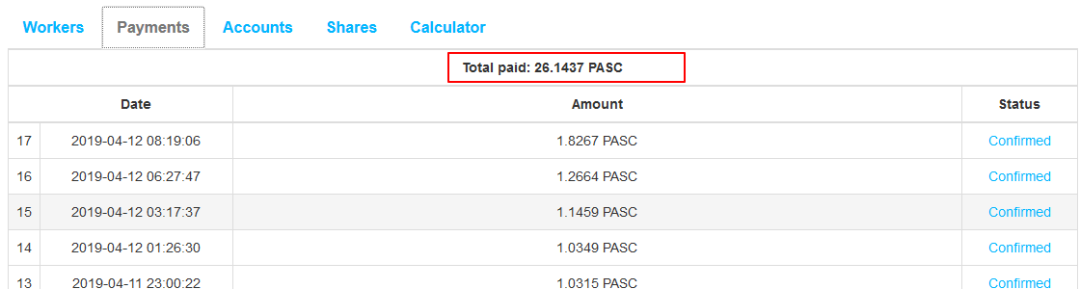 Workers Payments Accounts Shares Calculator
Total paid: 26.1437 PASC
Date Amount Status
17 2019-04-12 08:19:06 1.8267 PASC Confirmed
16 2019-04-12 06:27:47 1.2664 PASC Confirmed
15 2019-04-12 03:17:37 1.1459 PASC Confirmed
14 2019-04-12 01:26:30 1.0349 PASC Confirmed
13 2019-04-11 23:00:22 1.0315 PASC Confirmed